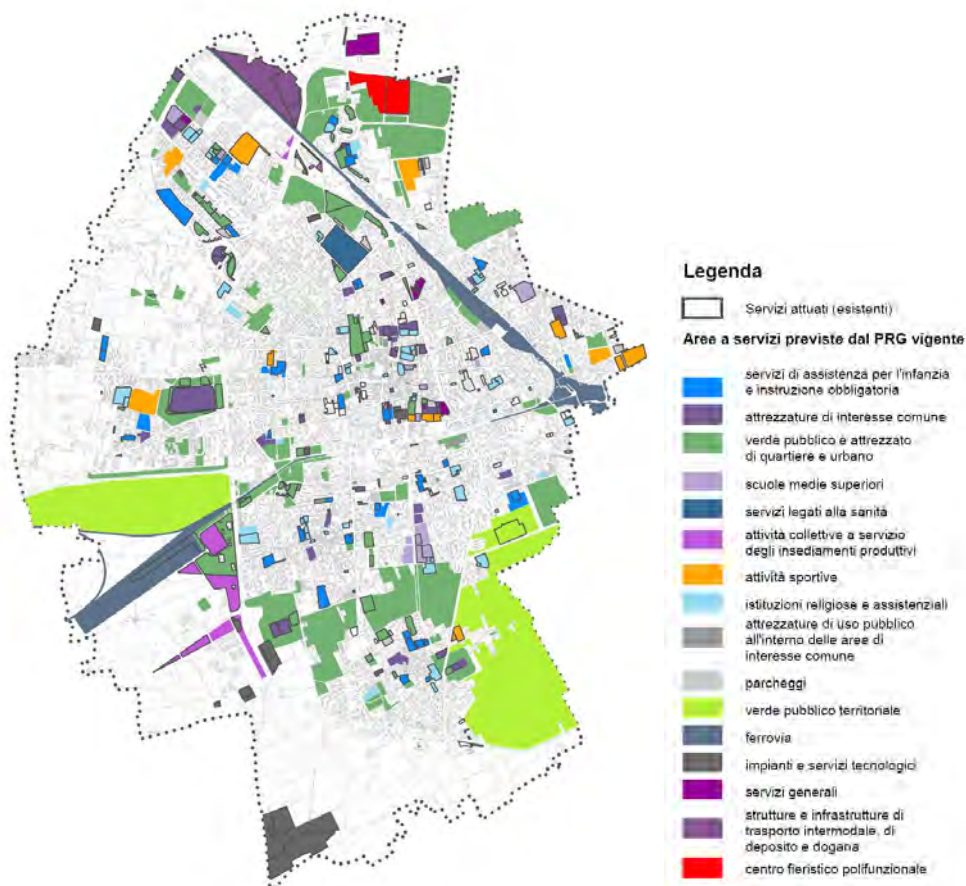 Legenda
Servizi attuati (esistenti)
Aree a servizi previste dal PRG vigente
servizi di assistenza per l'infanzia
e instruzione obbligatoria
attrezzature di interesse comune
verde pubblico e attrezzato
di quartiere e urbano
scuole medie superiori
servizi legati alla sanità
attività collettive a servizio
degli insediamenti produttivi
attività sportive
istituzioni religiose e assistenziali
attrezzature di uso pubblico
all'interno delle aree di
interesse comune
parcheggi
verde pubblico territoriale
ferrovia
impianti e servizi tecnologici
servizi generali
strutture e infrastrutture di
trasporto intermodale, di
deposito e dogana
centro fieristico polifunzionale